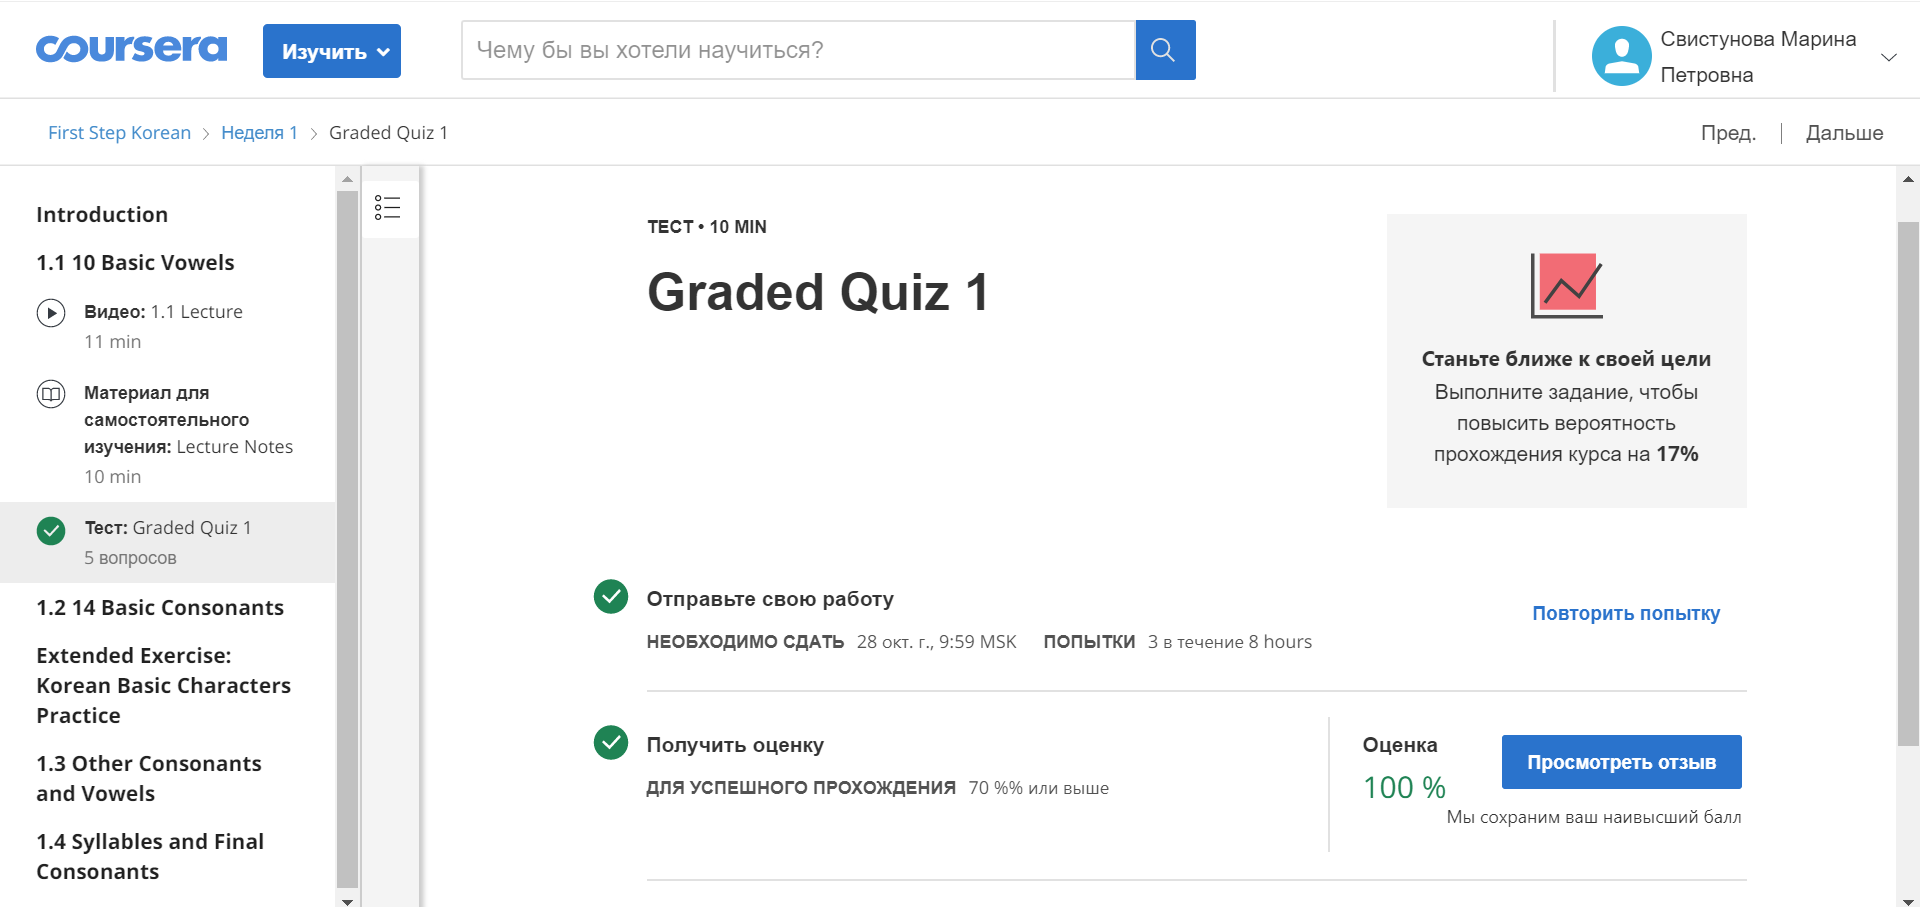 coursera
Изучить
Чему бы вы хотели научиться?
Свистунова Марина
Петровна
First Step Korean > Неделя 1 > Graded Quiz 1
Пред. | Дальше
Introduction
1.1 10 Basic Vowels
Видео: 1.1 Lecture
11 min
Материал для
самостоятельного
изучения: Lecture Notes
10 min
Тест: Graded Quiz 1
5 вопросов
1.2 14 Basic Consonants
Extended Exercise:
Korean Basic Characters
Practice
1.3 Other Consonants
and Vowels
1.4 Syllables and Final
Consonants
ТЕСТ • 10 MIN
Graded Quiz 1
Станьте ближе к своей цели
Выполните задание, чтобы
повысить вероятность
прохождения курса на 17%
Отправьте свою работу
НЕОБХОДИМО СДАТЬ 28 окт. г., 9:59 MSK ПОПЫТКИ 3 в течение 8 hours
Повторить попытку
Получить оценку
ДЛЯ УСПЕШНОГО ПРОХОЖДЕНИЯ 70 %% или выше
Оценка
100 %
Просмотреть отзыв
Мы сохраним ваш наивысший балл